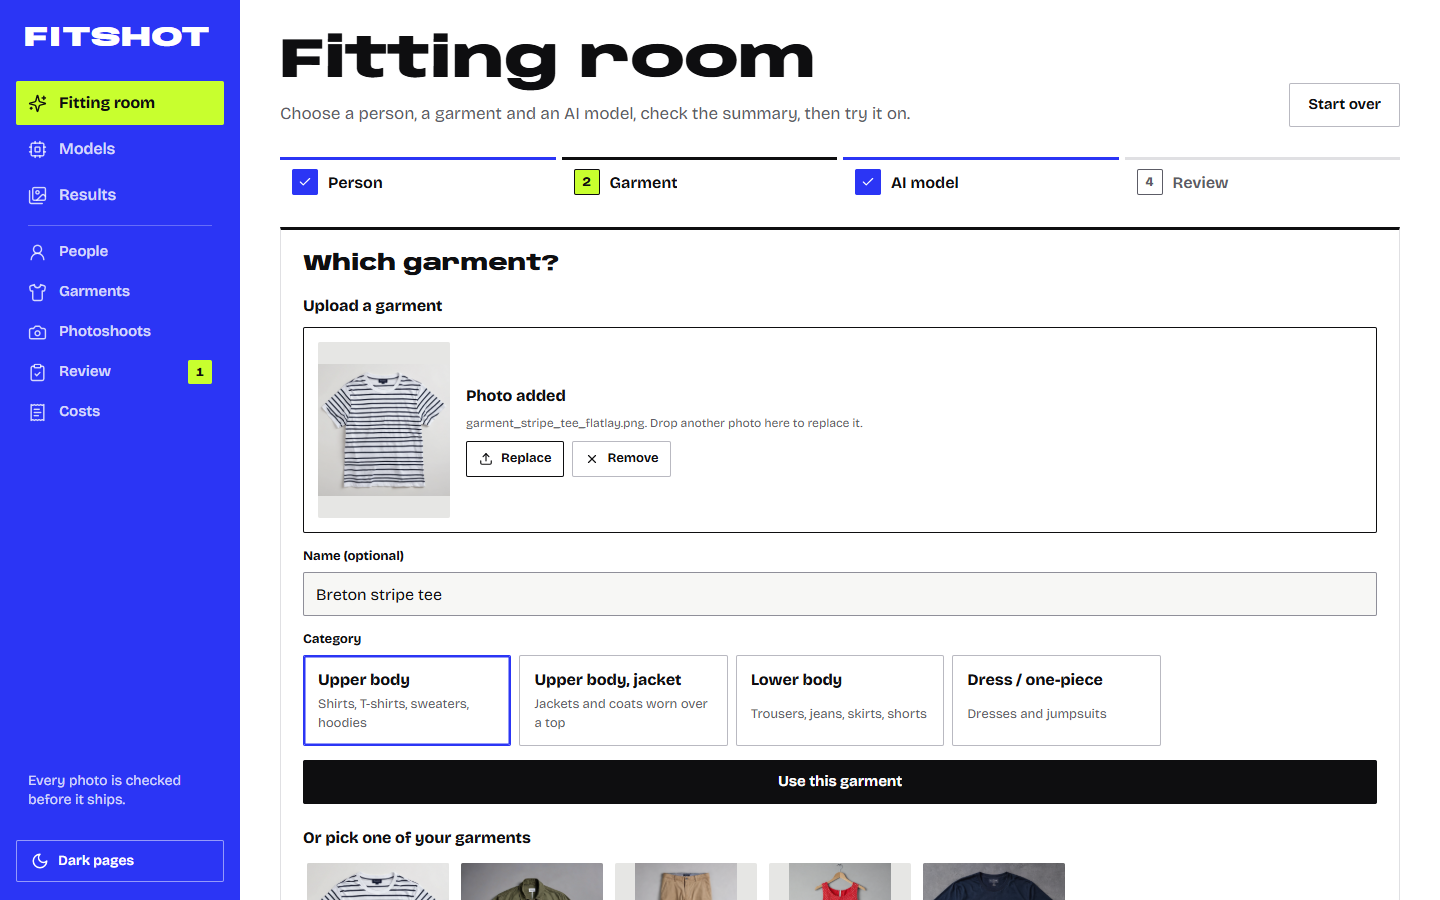 FITSHOT
Fitting room
Models
Results
People
Garments
Photoshoots
Review
1
Costs
Every photo is checked
before it ships.
Dark pages
Fitting room
Choose a person, a garment and an AI model, check the summary, then try it on.
Start over
Person
2
Garment
AI model
4
Review
Which garment?
Upload a garment
Photo added
garment_stripe_tee_flatlay.png. Drop another photo here to replace it.
Replace
Remove
Name (optional)
Breton stripe tee
Category
Upper body
Shirts, T-shirts, sweaters,
hoodies
Upper body, jacket
Jackets and coats worn over
a top
Lower body
Trousers, jeans, skirts, shorts
Dress / one-piece
Dresses and jumpsuits
Use this garment
Or pick one of your garments